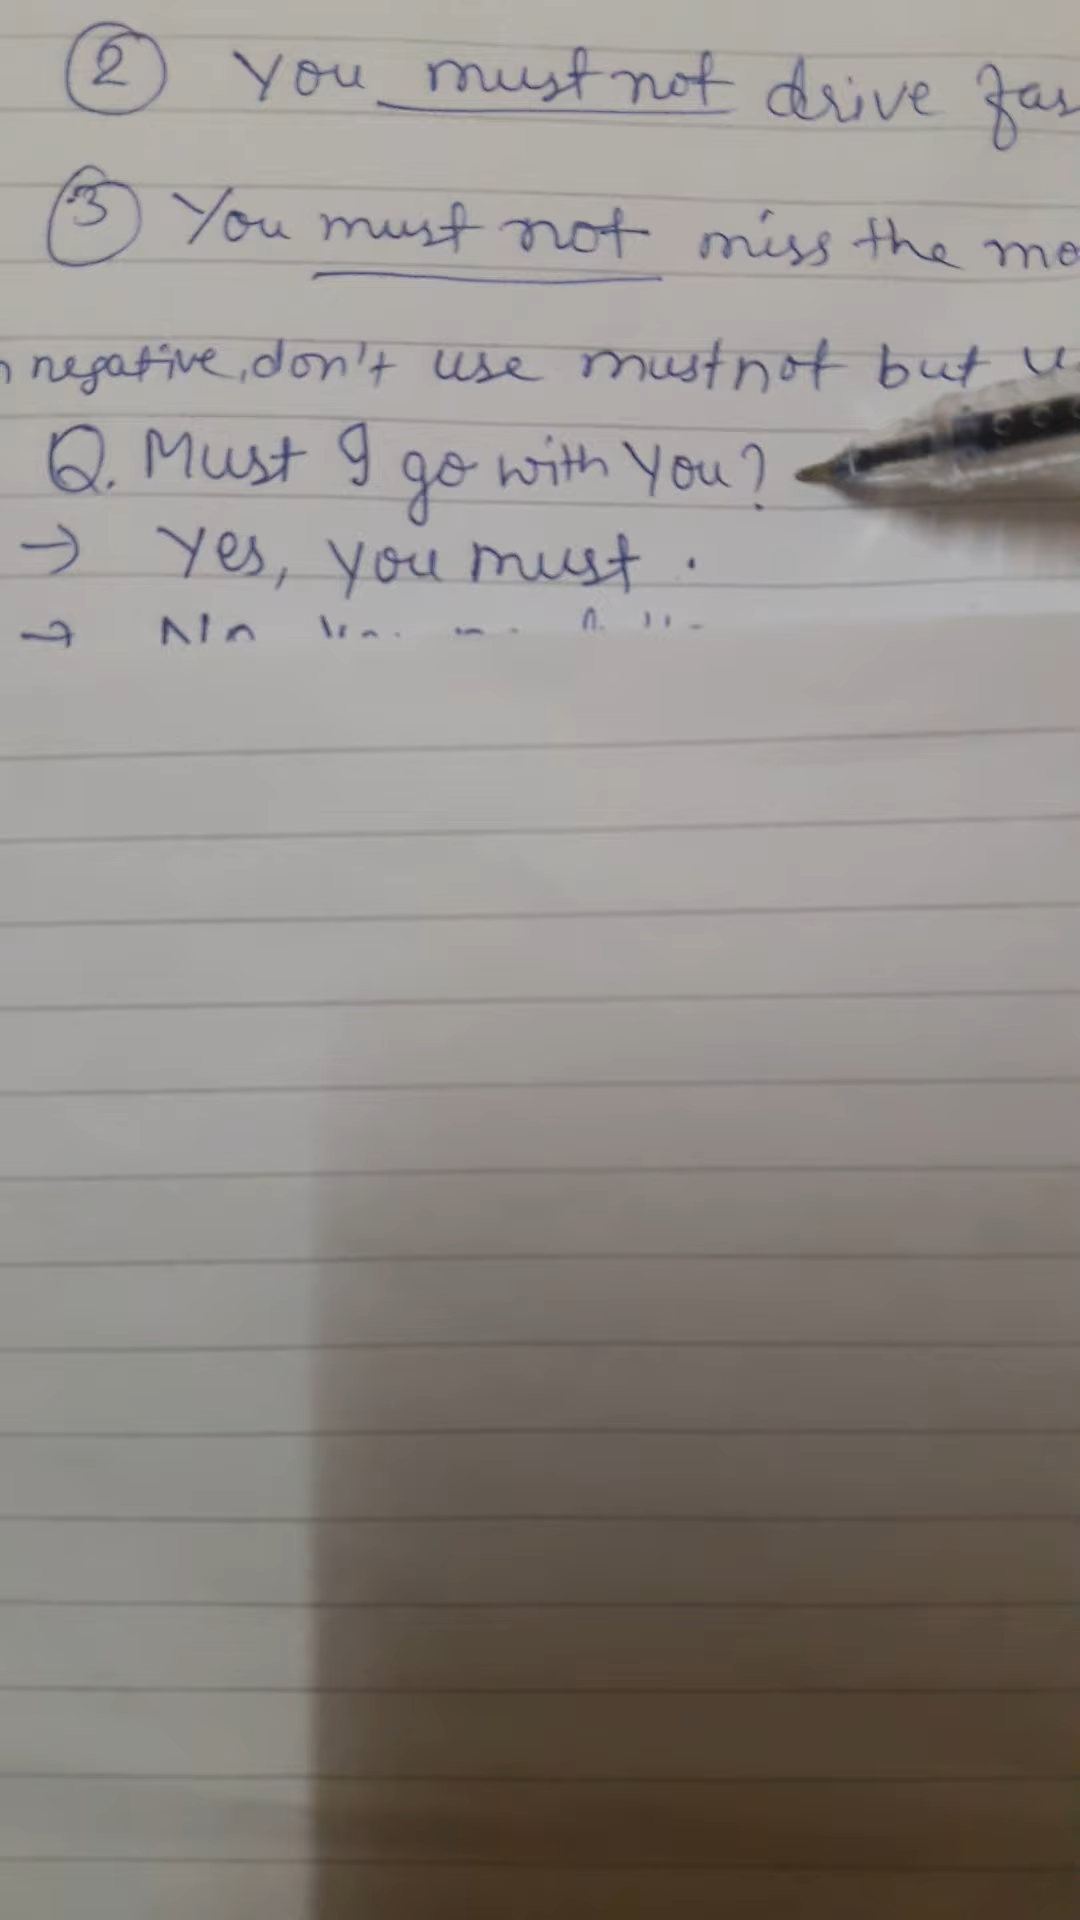 ② You must not drive
③ You must not miss the
negative, don't use must not but
Q. Must I go with You?
→ Yes, you must.
→ No